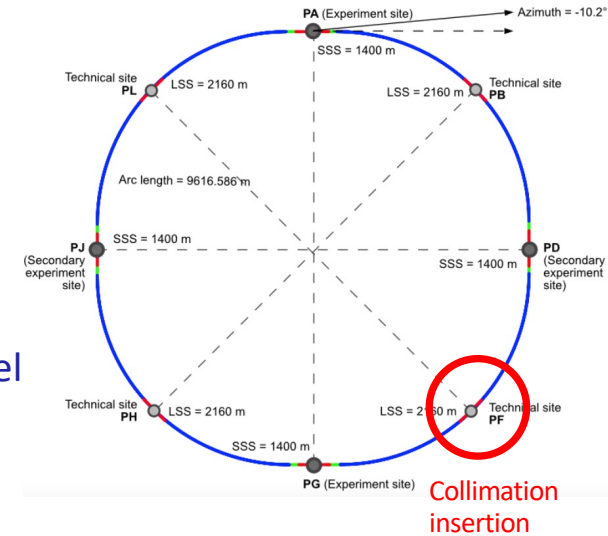 PA (Experiment site)
Azimuth = -10.2°
SSS = 1400 m
Technical site
PL
LSS = 2160 m
LSS = 2160 m
Technical site
PB
Arc length = 9616.586 m
PJ
(Secondary
experiment
site)
SSS = 1400 m
SSS = 1400 m
PD
(Secondary
experiment
site)
el
Technical site
PH
LSS = 2160 m
LSS = 2160 m
Technical site
PF
SSS = 1400 m
PG (Experiment site)
Collimation
insertion